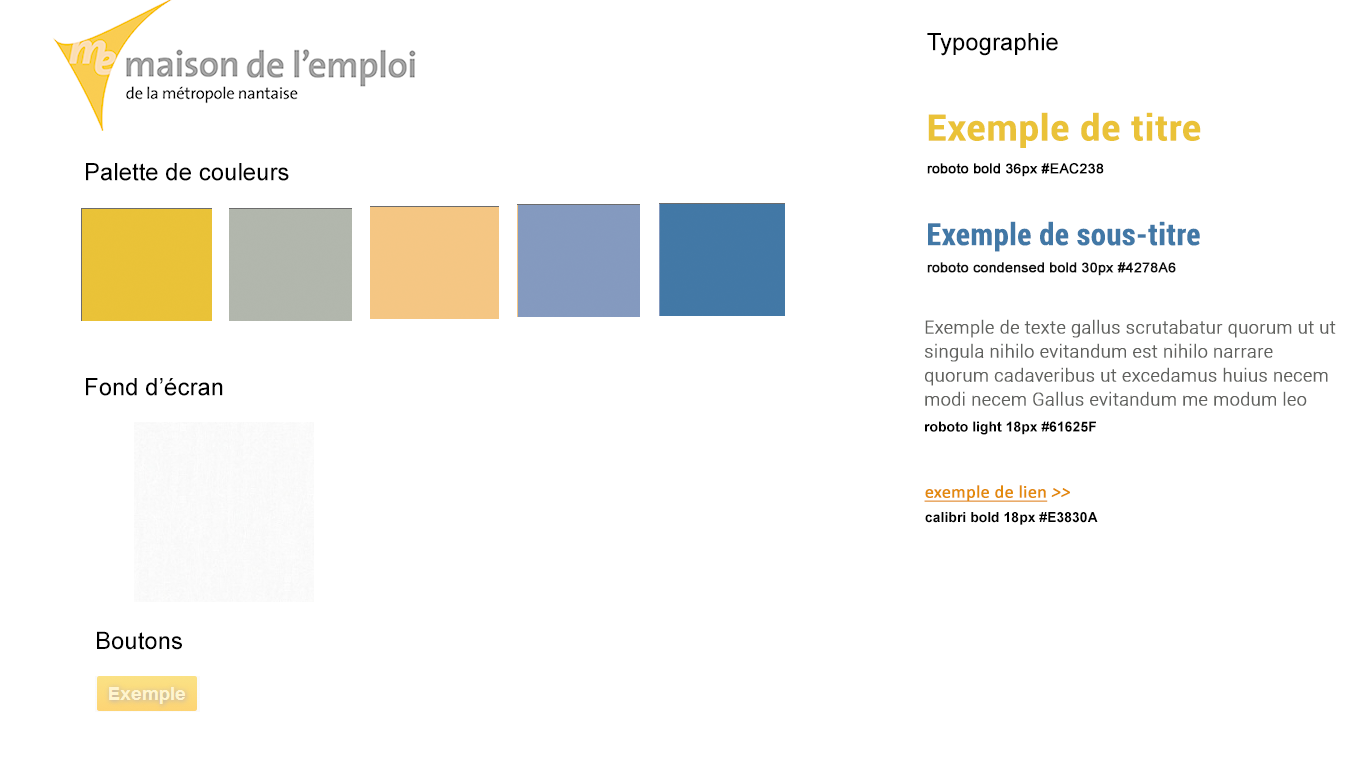 me
maison de l'emploi
de la métropole nantaise
Palette de couleurs
Fond d'écran
Boutons
Exemple
Typographie
Exemple de titre
roboto bold 36px #EAC238
Exemple de sous-titre
roboto condensed bold 30px #4278A6
Exemple de texte gallus scrutabatur quorum ut ut
singula nihilo evitandum est nihilo narrare
quorum cadaveribus ut excedamus huius necem
modi necem Gallus evitandum me modum leo
roboto light 18px #61625F
exemple de lien >>
calibri bold 18px #E3830A